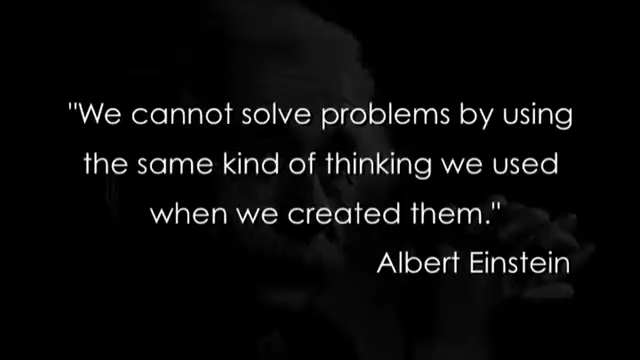 "We cannot solve problems by using
the same kind of thinking we used
when we created them."
Albert Einstein